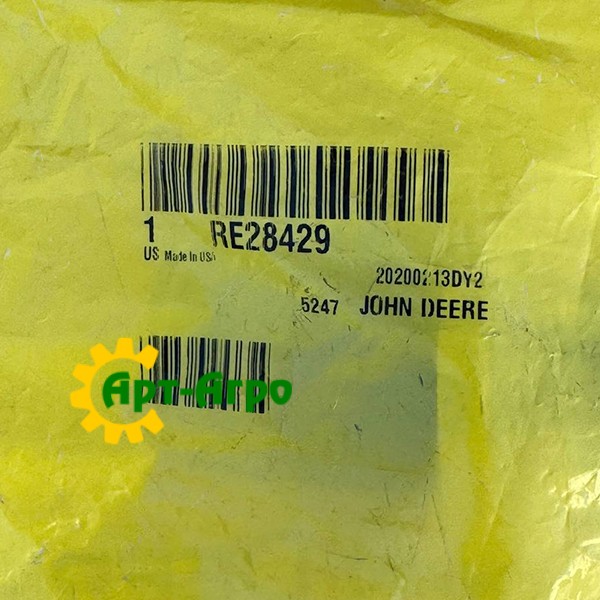 1 RE28429
US Made In USA
20200213DY2
5247 JOHN DEERE
Арт-Агро